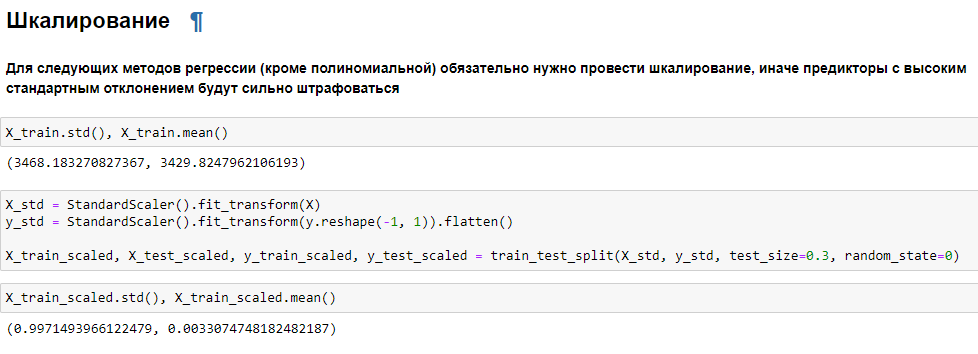 Шкалирование ¶
Для следующих методов регрессии (кроме полиномиальной) обязательно нужно провести шкалирование, иначе предикторы с высоким
стандартным отклонением будут сильно штрафоваться
X_train.std(), X_train.mean()
(3468.183270827367, 3429.8247962106193)
X_std = StandardScaler().fit_transform(X)
y_std = StandardScaler().fit_transform(y.reshape(-1, 1)).flatten()
X_train_scaled, X_test_scaled, y_train_scaled, y_test_scaled = train_test_split(X_std, y_std, test_size=0.3, random_state=0)
X_train_scaled.std(), X_train_scaled.mean()
(0.9971493966122479, 0.0033074748182482187)